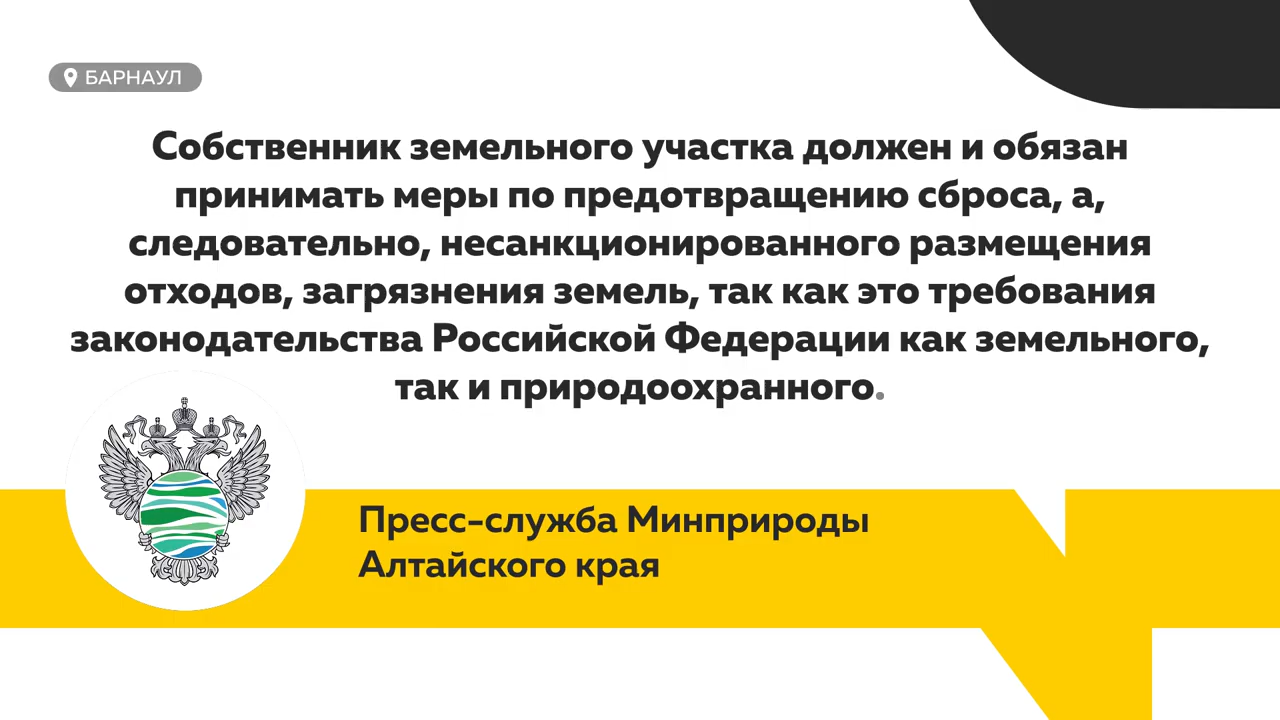 БАРНАУЛ
Собственник земельного участка должен и обязан
принимать меры по предотвращению сброса, а,
следовательно, несанкционированного размещения
отходов, загрязнения земель, так как это требования
законодательства Российской Федерации как земельного,
так и природоохранного.
Пресс-служба Минприроды
Алтайского края